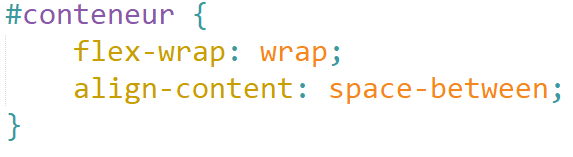 #conteneur {
    flex-wrap: wrap;
    align-content: space-between;
}